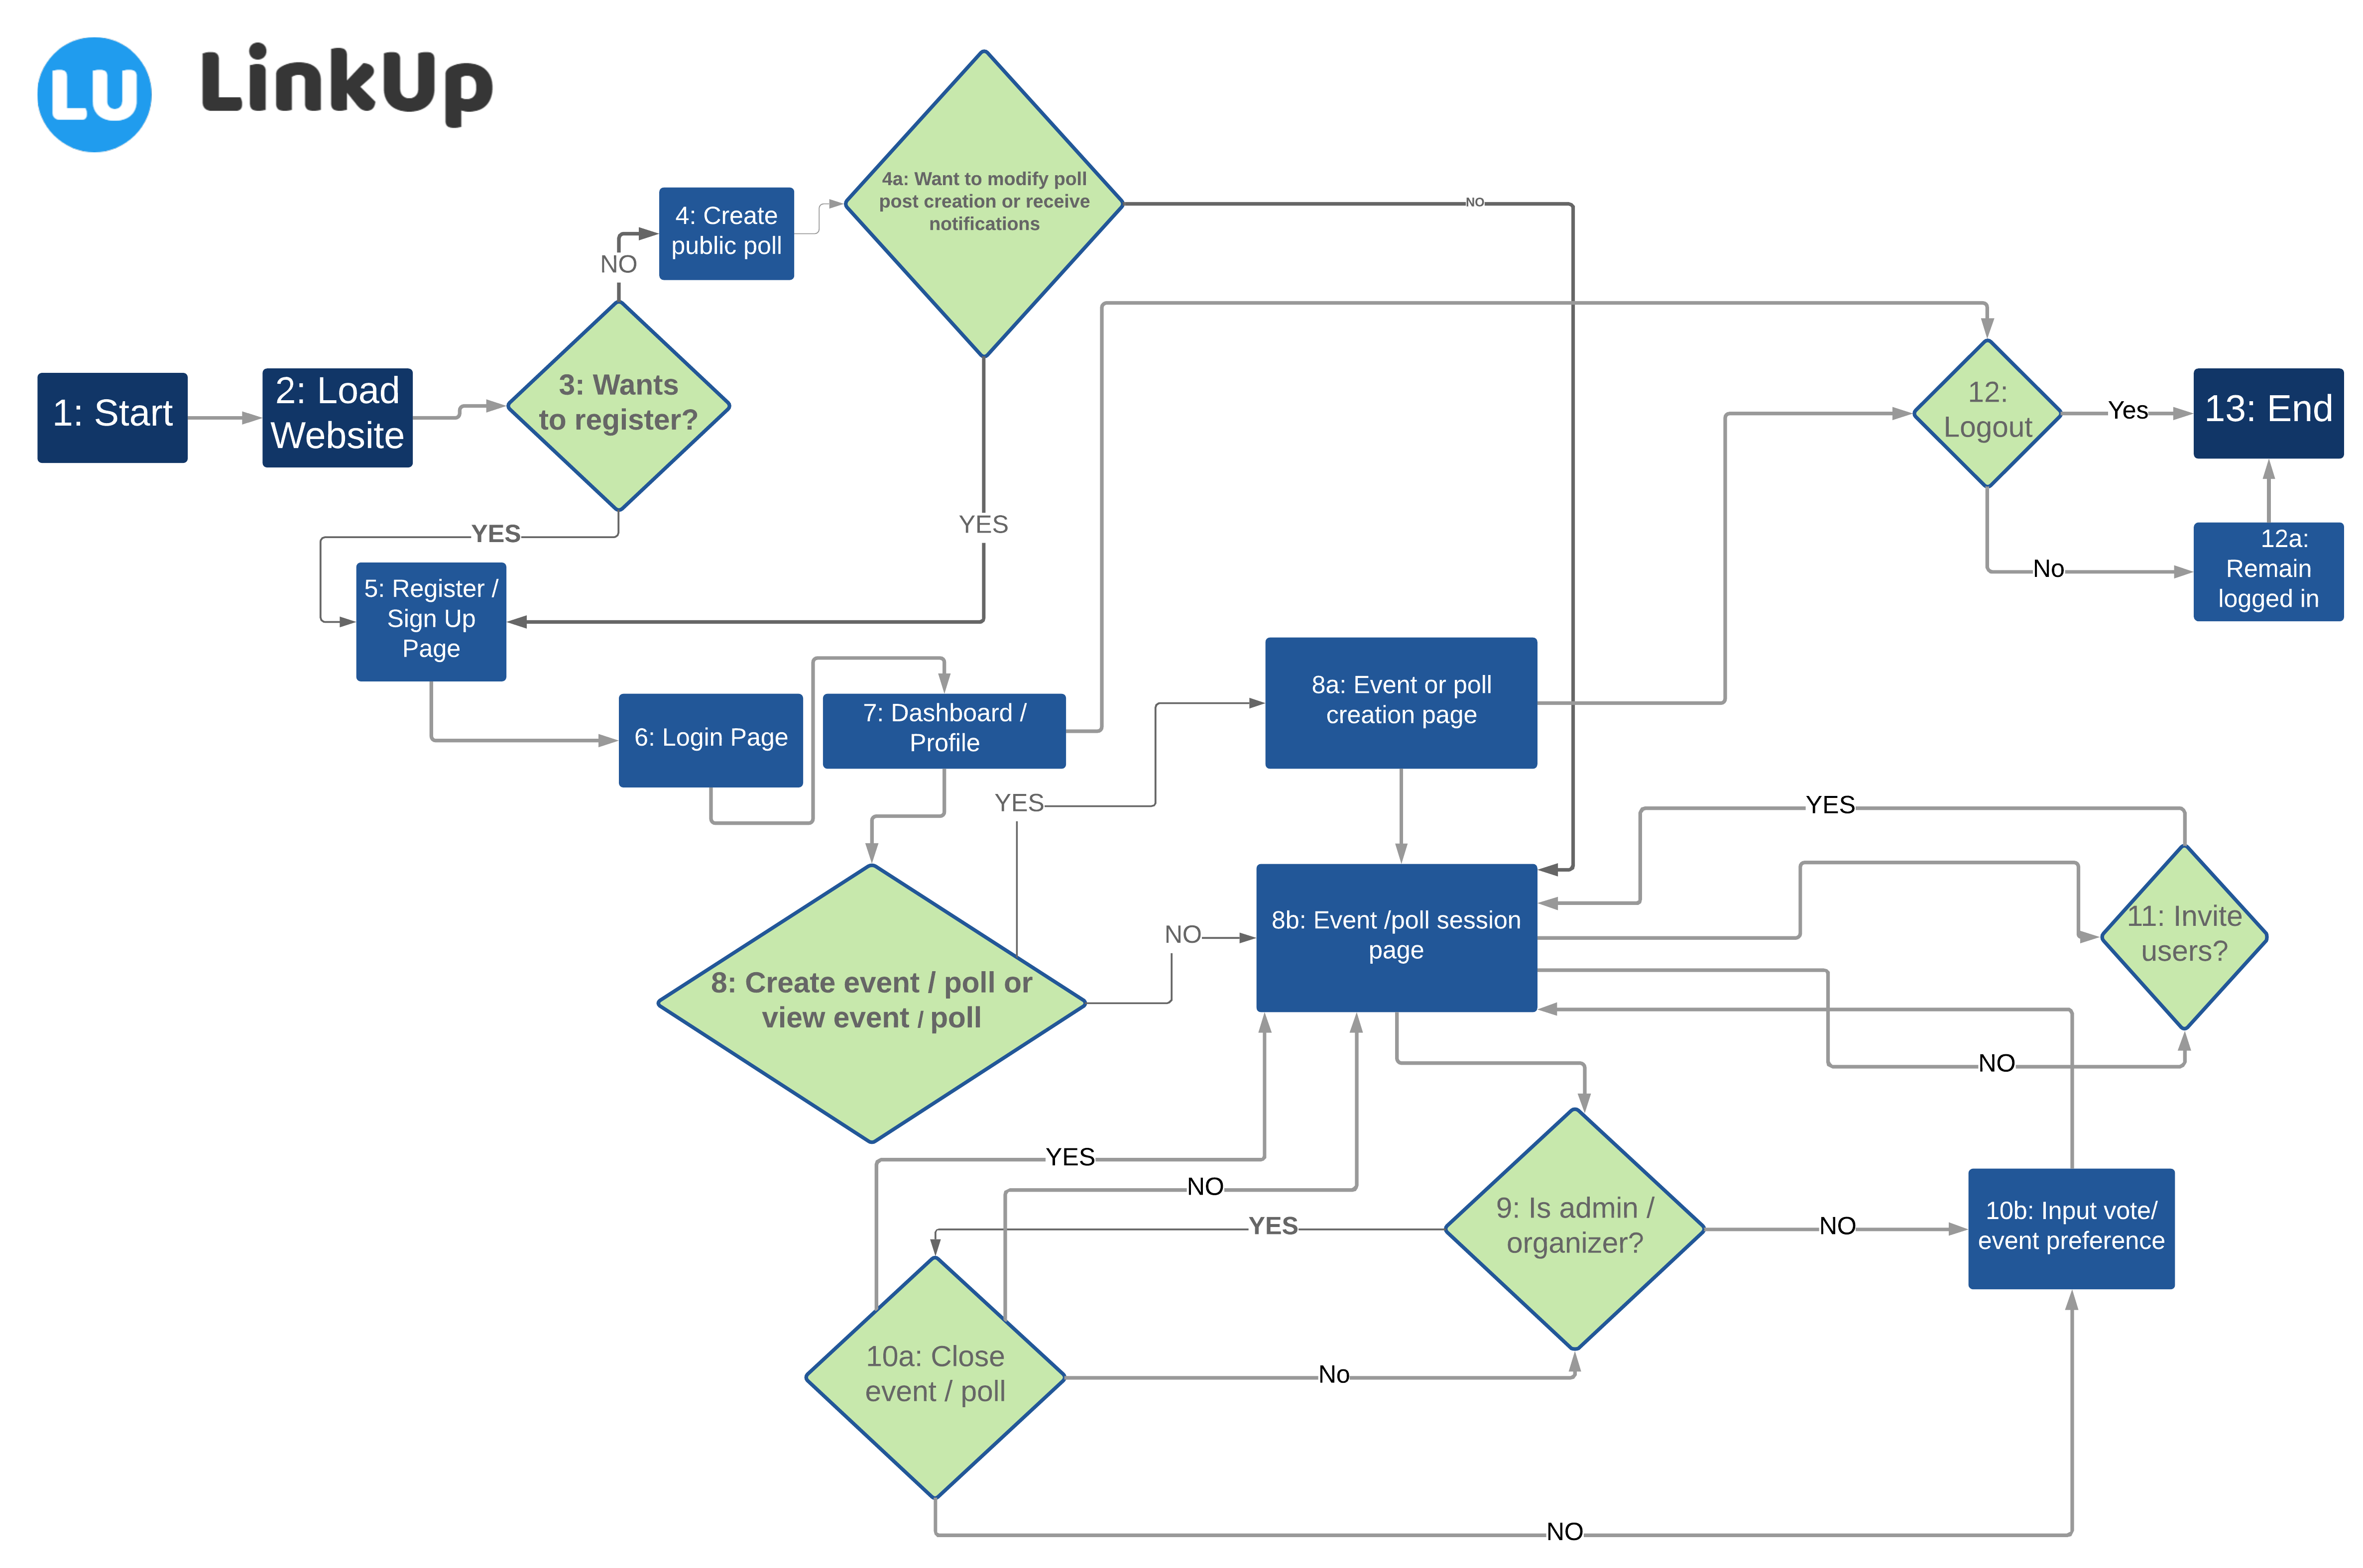 LU
LinkUp
4a: Want to modify poll
post creation or receive
notifications
NO
4: Create
public poll
NO
3: Wants
to register?
1: Start
2: Load
Website
12:
Logout
Yes
13: End
YES
YES
No
12a:
Remain
logged in
5: Register /
Sign Up
Page
6: Login Page
7: Dashboard /
Profile
8a: Event or poll
creation page
YES
YES
NO
8b: Event /poll session
page
11: Invite
users?
8: Create event / poll or
view event / poll
NO
YES
NO
YES
9: Is admin /
organizer?
NO
10b: Input vote/
event preference
10a: Close
event / poll
No
NO